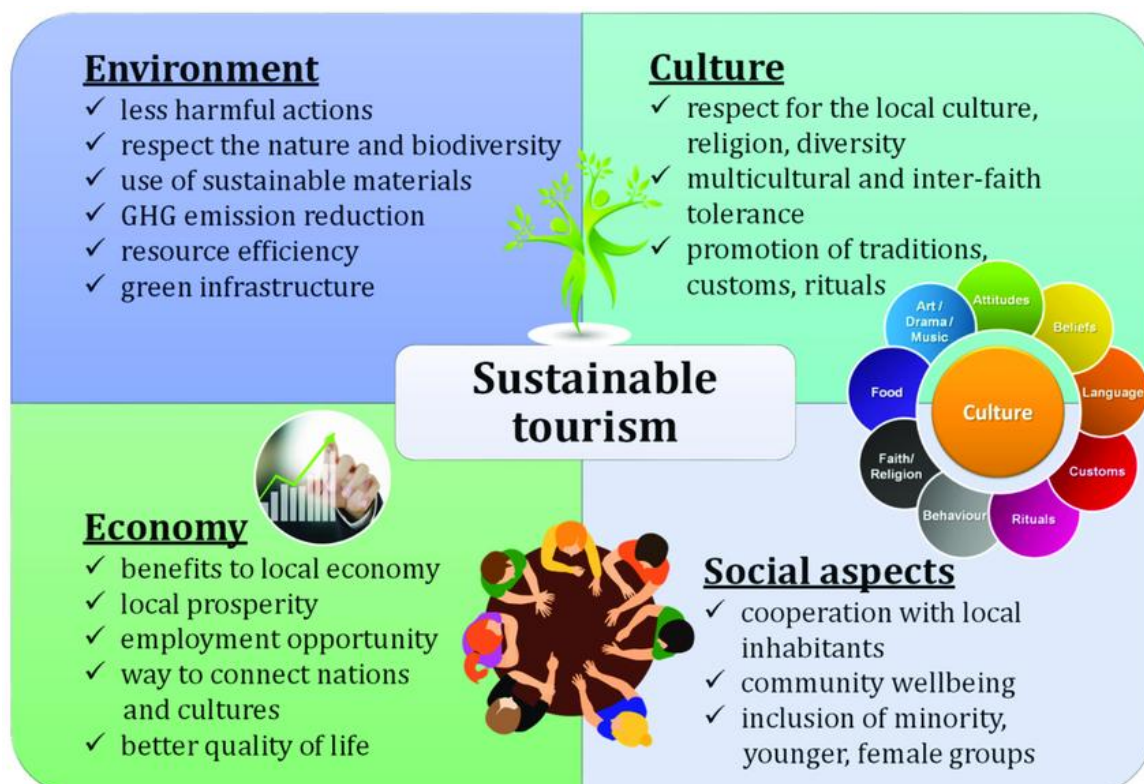 Environment
✓ less harmful actions
✓ respect the nature and biodiversity
✓ use of sustainable materials
✓ GHG emission reduction
✓ resource efficiency
✓ green infrastructure
Culture
✓ respect for the local culture,
religion, diversity
✓ multicultural and inter-faith
tolerance
✓ promotion of traditions,
customs, rituals
Sustainable
tourism
Culture
Attitudes
Beliefs
Language
Customs
Rituals
Behaviour
Faith/
Religion
Food
Art /
Drama /
Music
Economy
✓ benefits to local economy
✓ local prosperity
✓ employment opportunity
✓ way to connect nations
and cultures
✓ better quality of life
Social aspects
✓ cooperation with local
inhabitants
✓ community wellbeing
✓ inclusion of minority,
younger, female groups